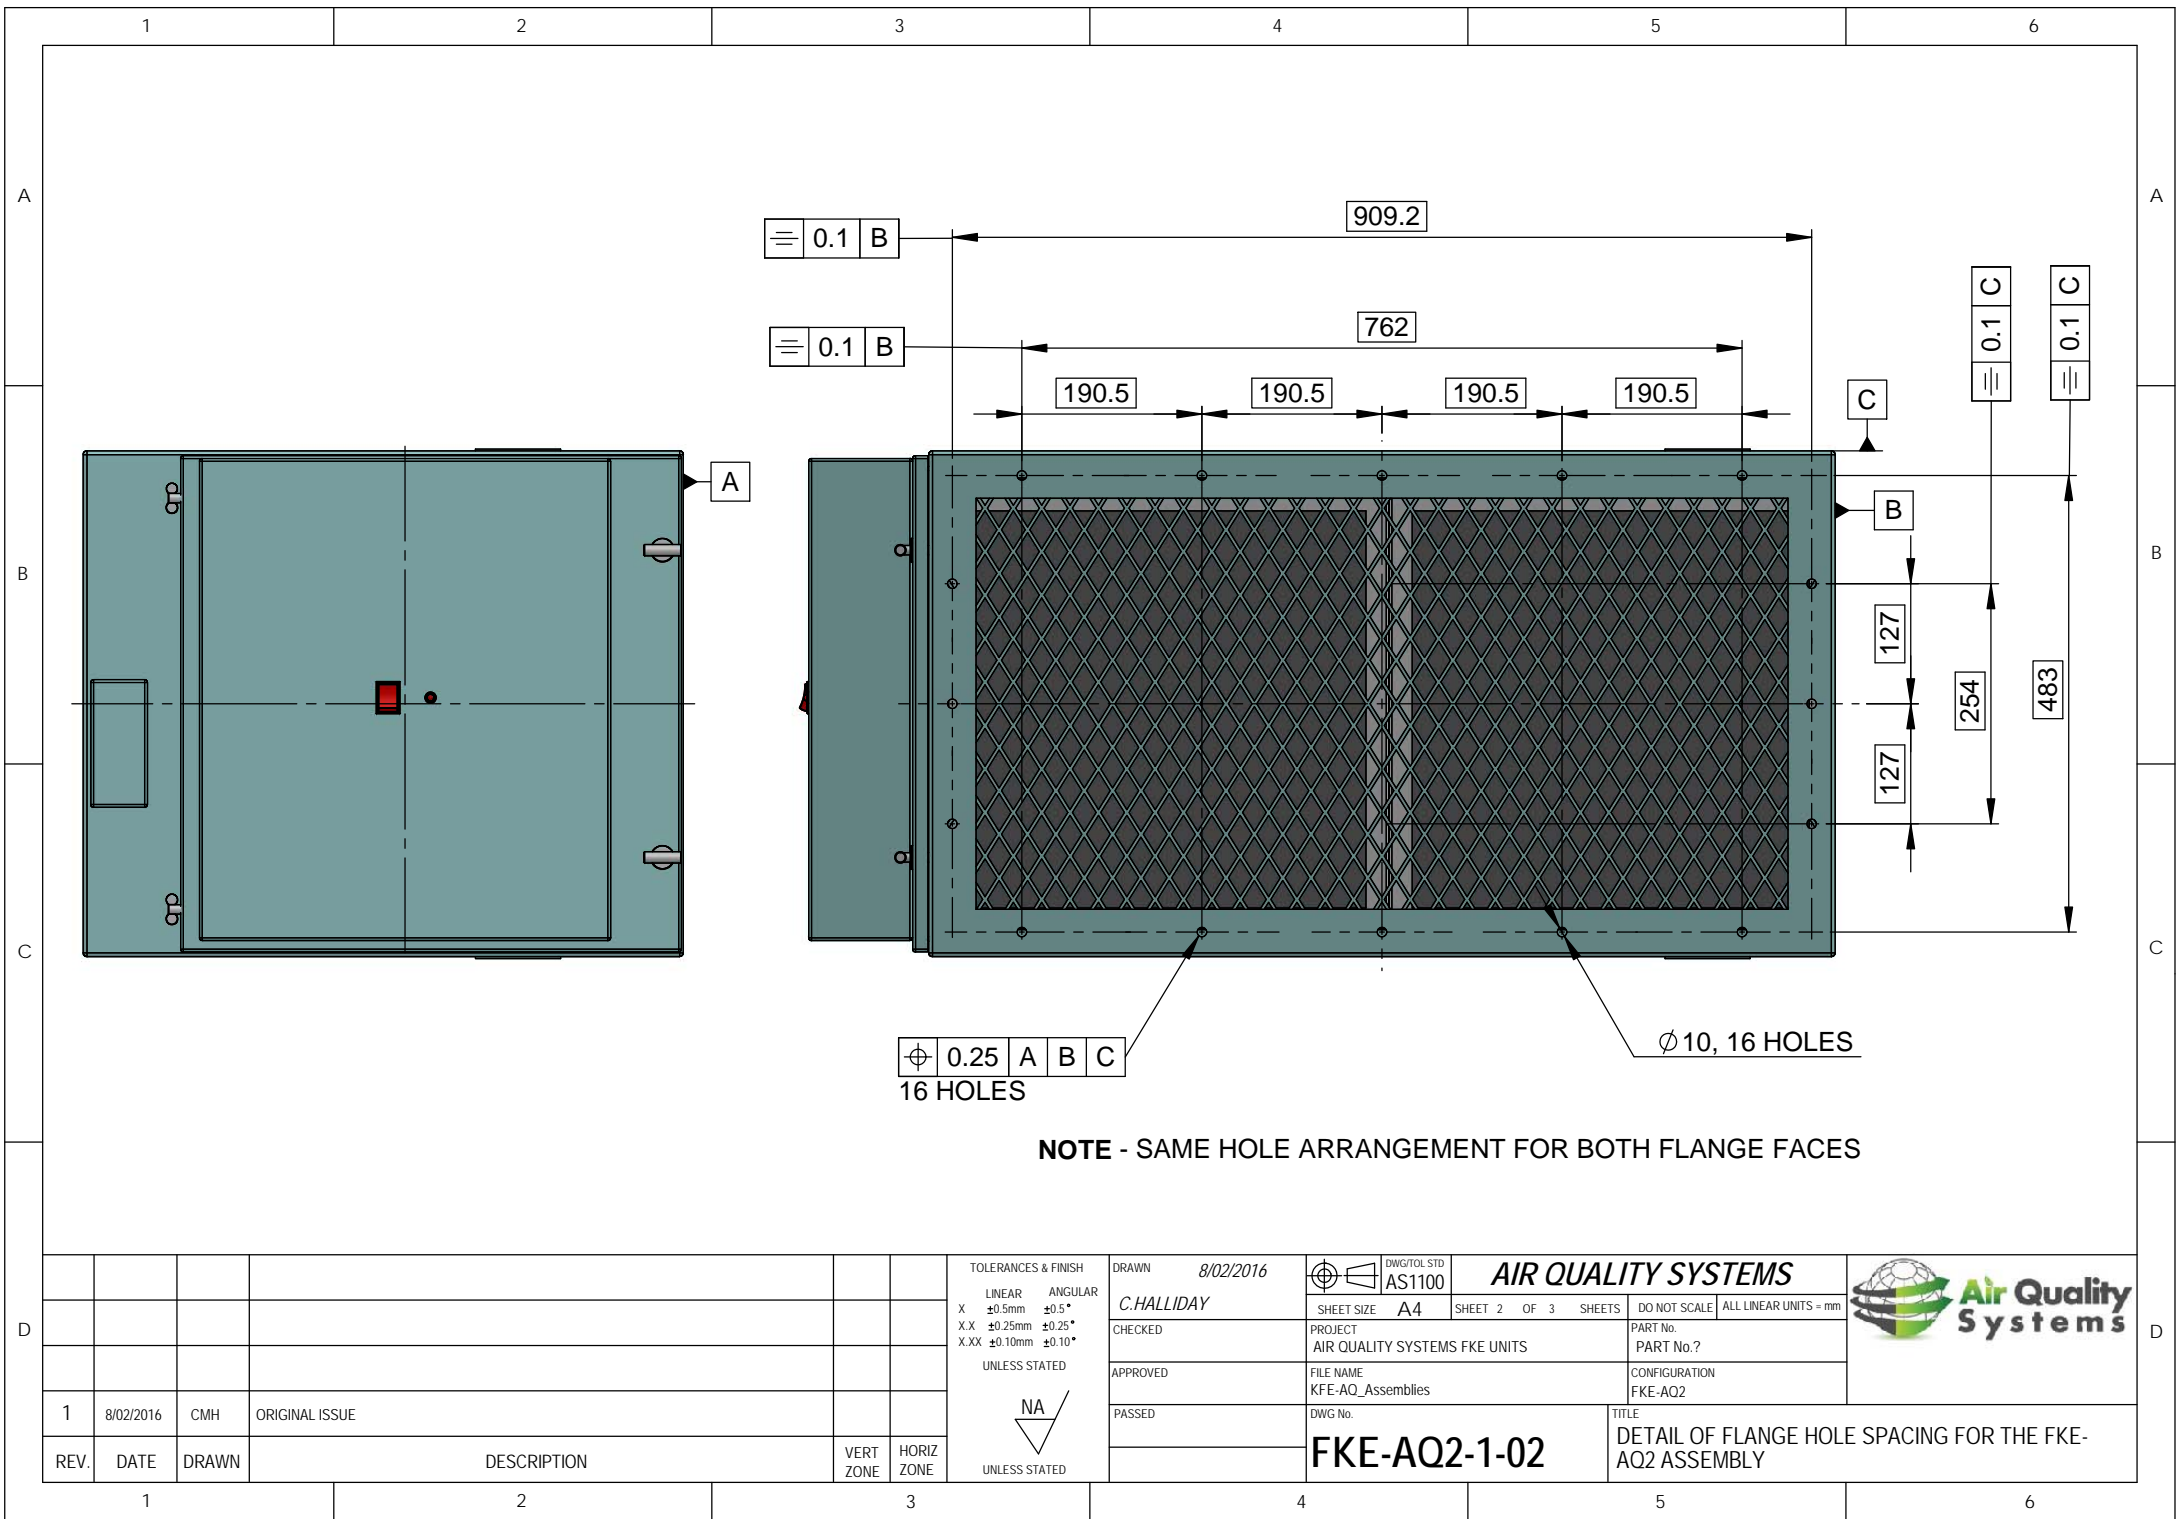 1 2 3 4 5 6
A A
B B
C C
D D
909.2
⌯ 0.1 B
762
⌯ 0.1 B
190.5 190.5 190.5 190.5
⌯ 0.1 C
⌯ 0.1 C
C
A
B
127
254
483
127
⌖ 0.25 A B C
16 HOLES
∅10, 16 HOLES
NOTE - SAME HOLE ARRANGEMENT FOR BOTH FLANGE FACES
1 8/02/2016 CMH ORIGINAL ISSUE
REV. DATE DRAWN DESCRIPTION VERT ZONE HORIZ ZONE
TOLERANCES & FINISH
LINEAR ANGULAR
X ±0.5mm ±0.5°
X.X ±0.25mm ±0.25°
X.XX ±0.10mm ±0.10°
UNLESS STATED
NA
UNLESS STATED
DRAWN 8/02/2016
C.HALLIDAY
CHECKED
APPROVED
PASSED
DWG/TOL STD
AS1100
AIR QUALITY SYSTEMS
SHEET SIZE A4 SHEET 2 OF 3 SHEETS DO NOT SCALE ALL LINEAR UNITS = mm
PROJECT
AIR QUALITY SYSTEMS FKE UNITS
PART No.
PART No.?
FILE NAME
KFE-AQ_Assemblies
CONFIGURATION
FKE-AQ2
DWG No.
FKE-AQ2-1-02
TITLE
DETAIL OF FLANGE HOLE SPACING FOR THE FKE-
AQ2 ASSEMBLY
Air Quality
Systems
1 2 3 4 5 6